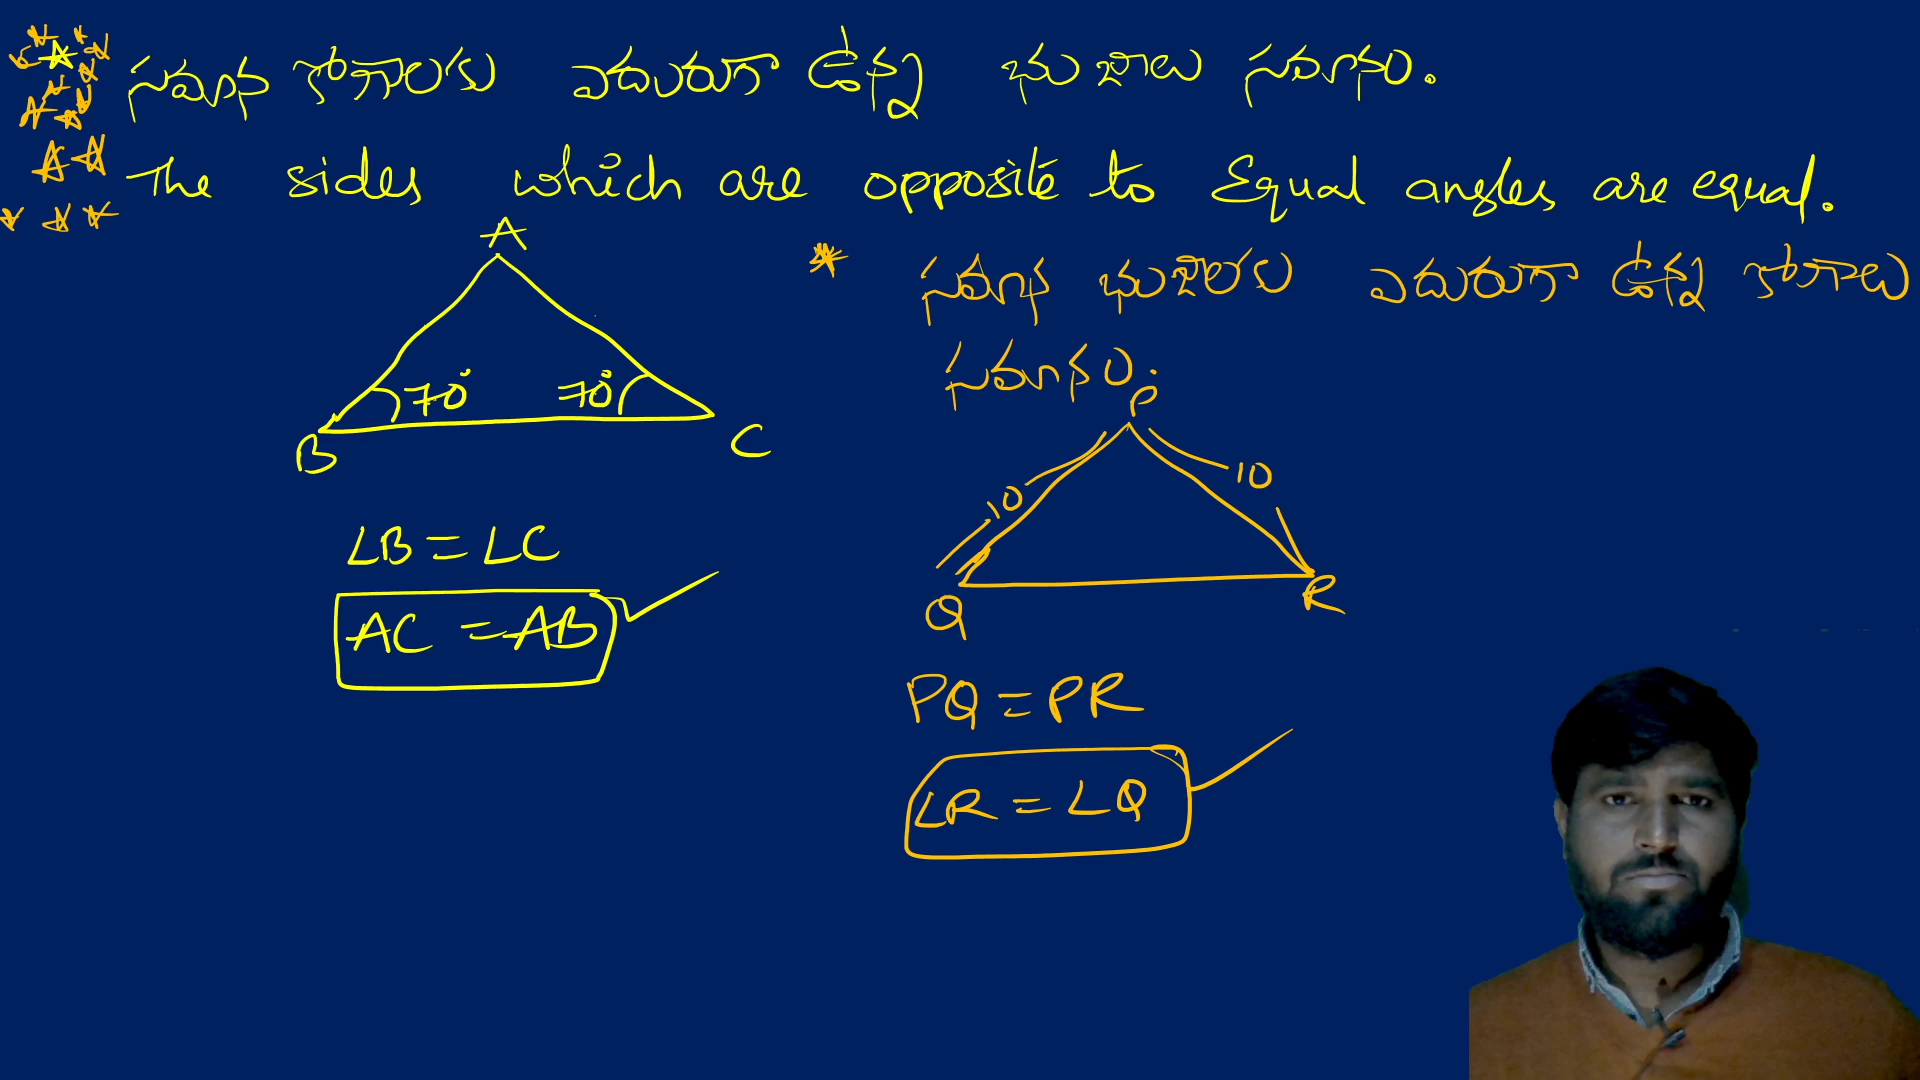 సమాన కోణాలకు ఎదురుగా ఉన్న భుజాలు సమానం.
The sides which are opposite to Equal angles are equal.
* సమాన భుజాలకు ఎదురుగా ఉన్న కోణాలు
సమానం.
A
70° 70°
B C
∠B = ∠C
AC = AB
P
10 10
Q R
PQ = PR
∠R = ∠Q